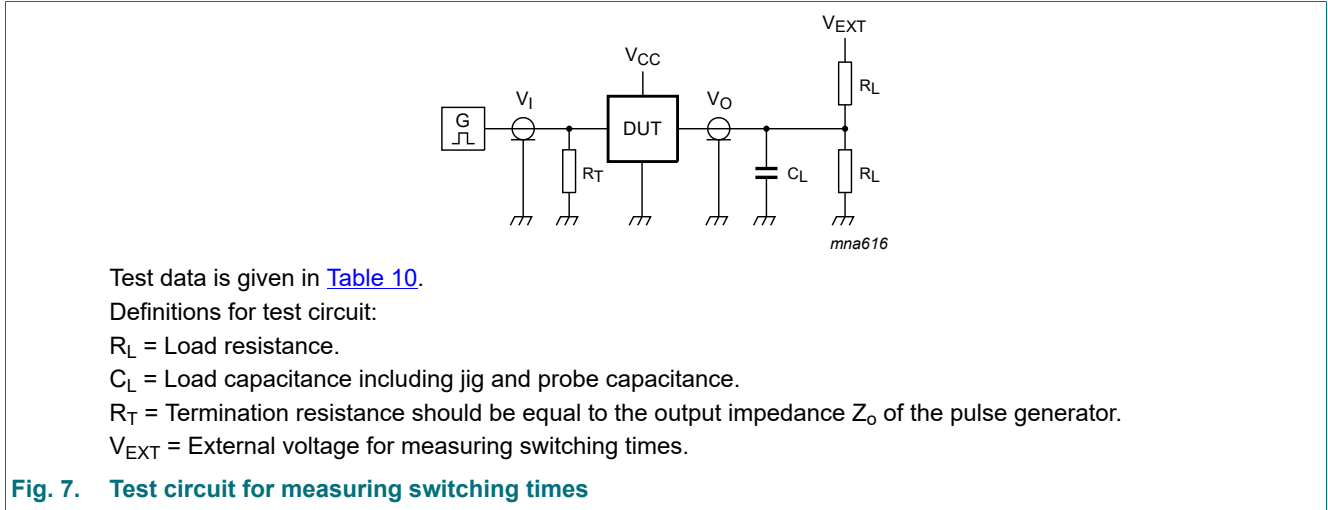 VEXT
RL
VCC
VI
VO
G
DUT
RT
CL
RL
mna616
Test data is given in Table 10.
Definitions for test circuit:
RL = Load resistance.
CL = Load capacitance including jig and probe capacitance.
RT = Termination resistance should be equal to the output impedance Zo of the pulse generator.
VEXT = External voltage for measuring switching times.
Fig. 7. Test circuit for measuring switching times